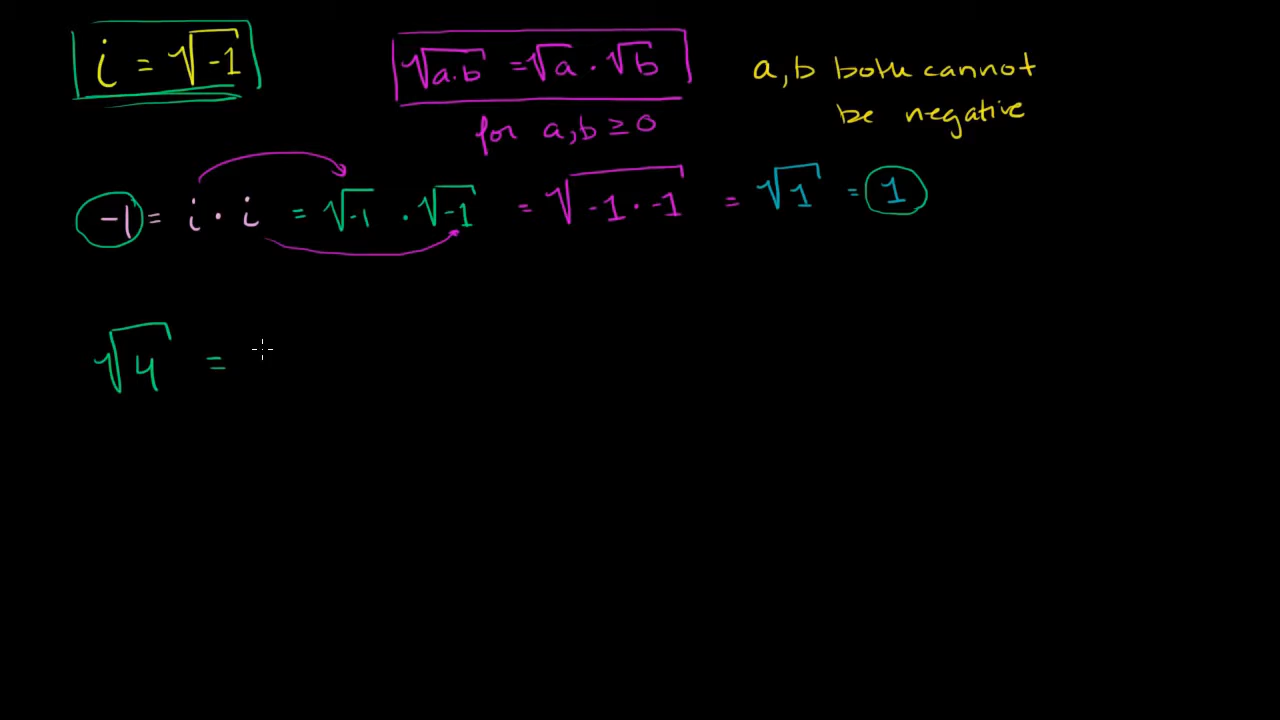 i = √-1
√a·b = √a · √b
for a,b ≥ 0
a,b both cannot
be negative
-1 = i · i = √-1 · √-1 = √-1 · -1 = √1 = 1
√4 =